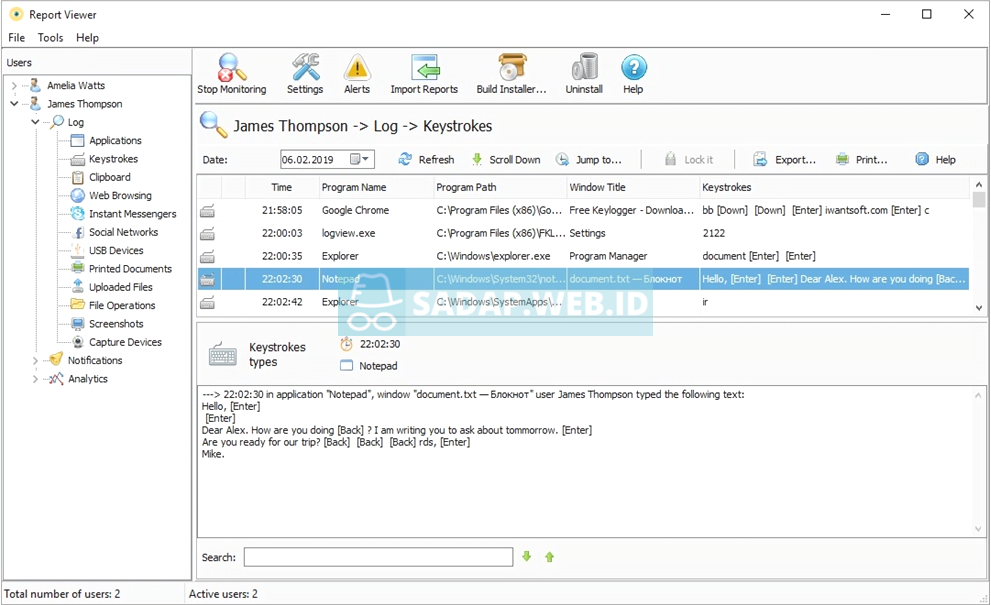 Report Viewer
File Tools Help
Users
Amelia Watts
James Thompson
Log
Applications
Keystrokes
Clipboard
Web Browsing
Instant Messengers
Social Networks
USB Devices
Printed Documents
Uploaded Files
File Operations
Screenshots
Capture Devices
Notifications
Analytics
Stop Monitoring Settings Alerts Import Reports Build Installer... Uninstall Help
James Thompson -> Log -> Keystrokes
Date: 06.02.2019 Refresh Scroll Down Jump to... Lock it Export... Print... Help
Time Program Name Program Path Window Title Keystrokes
21:58:05 Google Chrome C:\Program Files (x86)\Go... Free Keylogger - Downloa... bb [Down] [Down] [Enter] iwantsoft.com [Enter] c
22:00:03 logview.exe C:\Program Files (x86)\FKL... Settings 2122
22:00:35 Explorer C:\Windows\explorer.exe Program Manager document [Enter] [Enter]
22:02:30 Notepad C:\Windows\System32\not... document.txt — Блокнот Hello, [Enter] [Enter] Dear Alex. How are you doing [Bac...
22:02:42 Explorer C:\Windows\SystemApps\... ir
SADAP.WEB.ID
Keystrokes types
22:02:30
Notepad
---> 22:02:30 in application "Notepad", window "document.txt — Блокнот" user James Thompson typed the following text:
Hello, [Enter]
[Enter]
Dear Alex. How are you doing [Back] ? I am writing you to ask about tommorrow. [Enter]
Are you ready for our trip? [Back] [Back] [Back] rds, [Enter]
Mike.
Search:
Total number of users: 2 Active users: 2